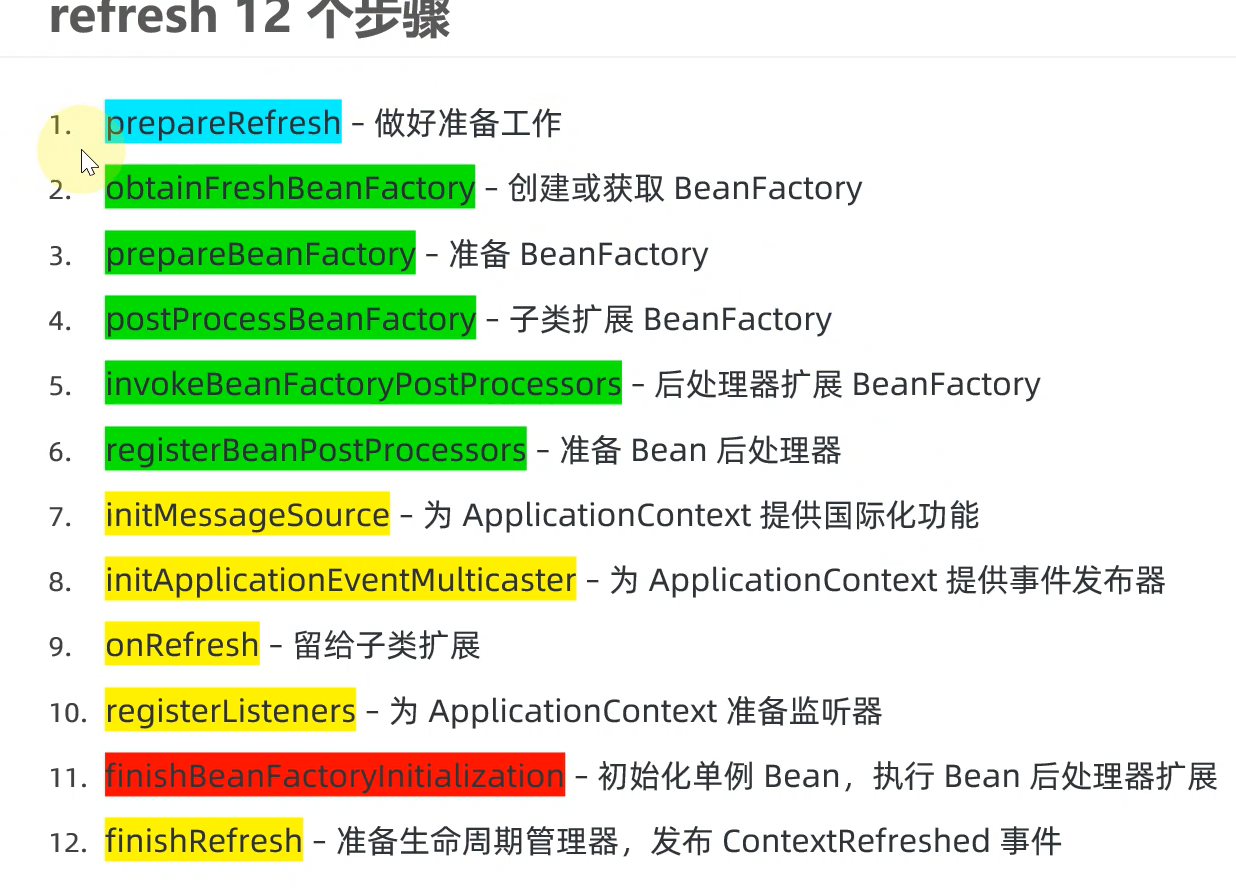 refresh 12 个步骤
1. prepareRefresh – 做好准备工作
2. obtainFreshBeanFactory – 创建或获取 BeanFactory
3. prepareBeanFactory – 准备 BeanFactory
4. postProcessBeanFactory – 子类扩展 BeanFactory
5. invokeBeanFactoryPostProcessors – 后处理器扩展 BeanFactory
6. registerBeanPostProcessors – 准备 Bean 后处理器
7. initMessageSource – 为 ApplicationContext 提供国际化功能
8. initApplicationEventMulticaster – 为 ApplicationContext 提供事件发布器
9. onRefresh – 留给子类扩展
10. registerListeners – 为 ApplicationContext 准备监听器
11. finishBeanFactoryInitialization – 初始化单例 Bean，执行 Bean 后处理器扩展
12. finishRefresh – 准备生命周期管理器，发布 ContextRefreshed 事件